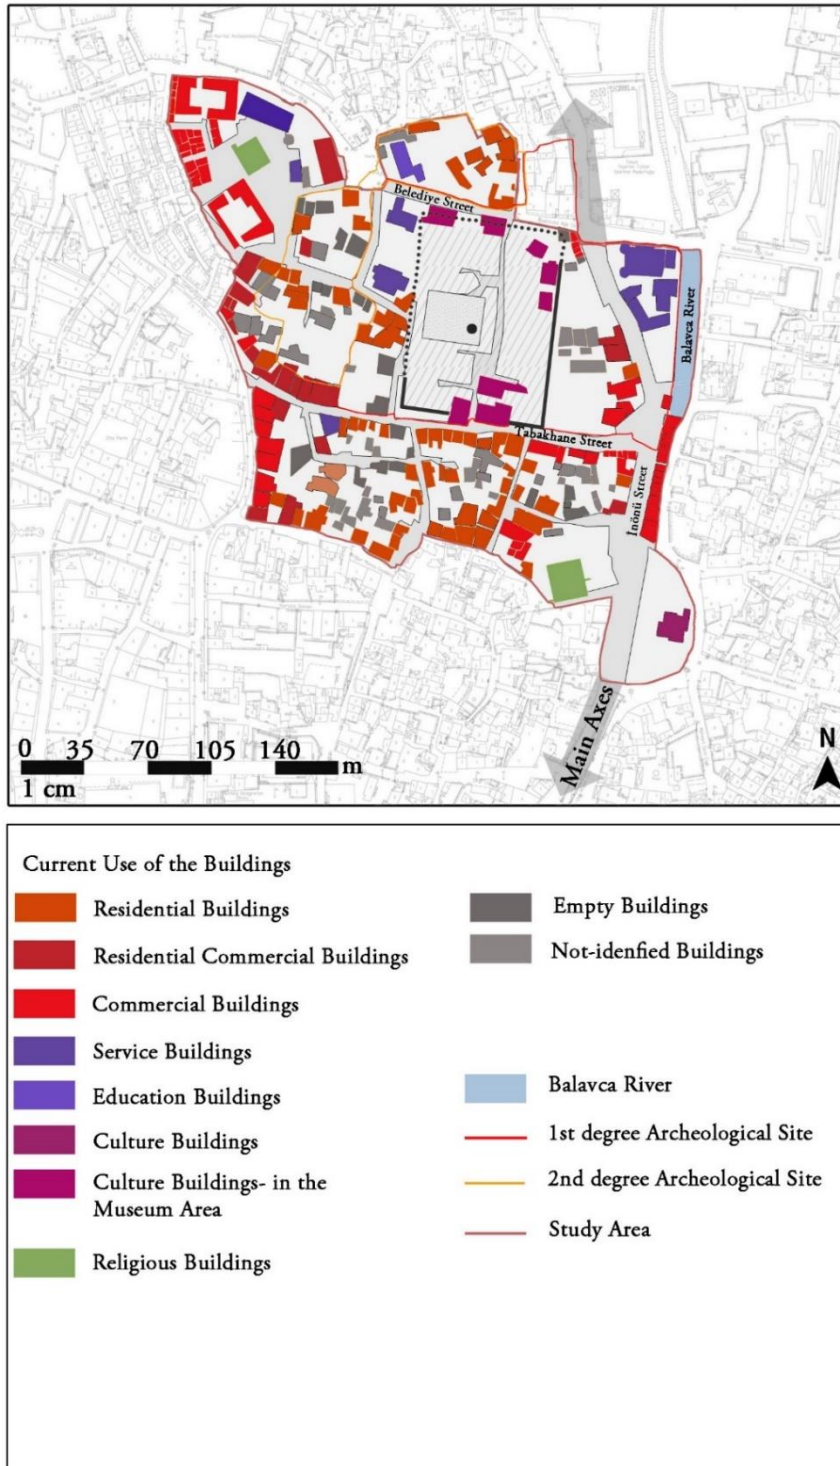 Belediye Street
Balavca River
Tabakhane Street
İnönü Street
Main Axes
0 35 70 105 140 m
1 cm
N
Current Use of the Buildings
Residential Buildings
Residential Commercial Buildings
Commercial Buildings
Service Buildings
Education Buildings
Culture Buildings
Culture Buildings- in the
Museum Area
Religious Buildings
Empty Buildings
Not-idenfied Buildings
Balavca River
1st degree Archeological Site
2nd degree Archeological Site
Study Area